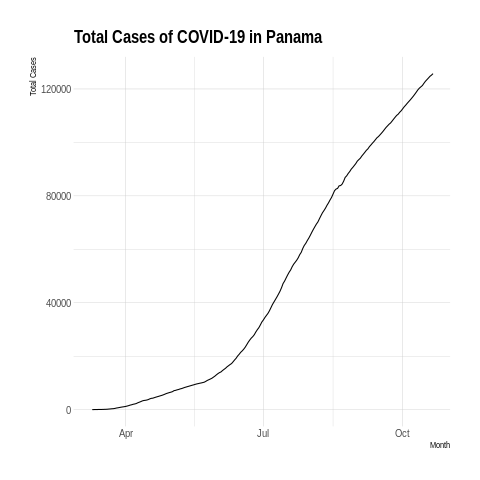 Total Cases of COVID-19 in Panama
Total Cases
120000
80000
40000
0
Apr
Jul
Oct
Month